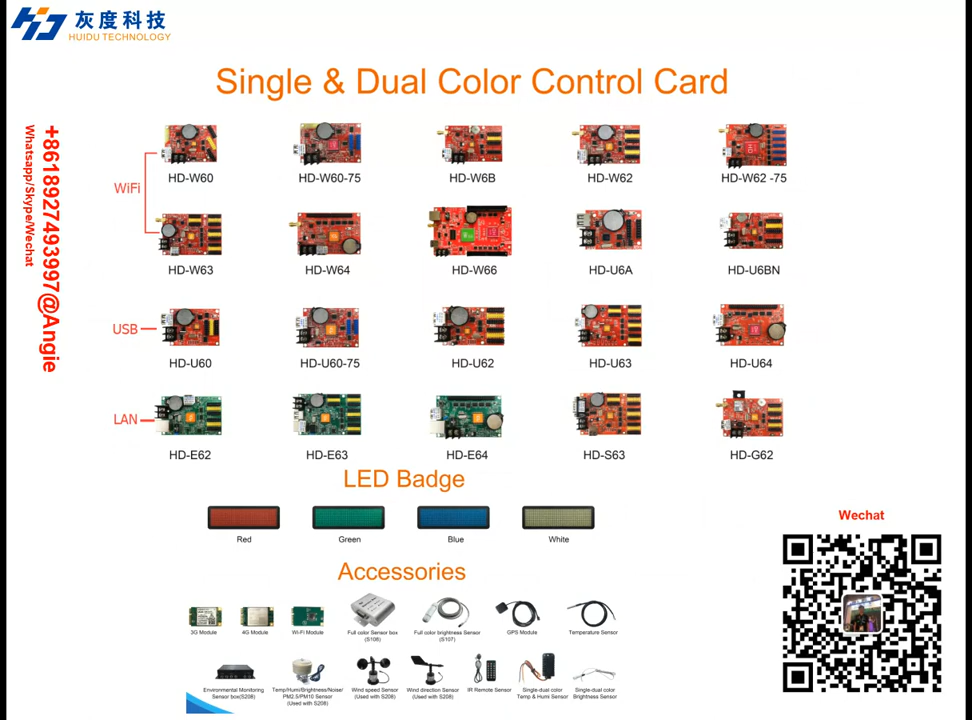 灰度科技
HUIDU TECHNOLOGY
Single & Dual Color Control Card
+8618927493997@Angie
Whatsapp/Skype/Wechat
WiFi
HD-W60
HD-W60-75
HD-W6B
HD-W62
HD-W62 -75
HD-W63
HD-W64
HD-W66
HD-U6A
HD-U6BN
USB
HD-U60
HD-U60-75
HD-U62
HD-U63
HD-U64
LAN
HD-E62
HD-E63
HD-E64
HD-S63
HD-G62
LED Badge
Red
Green
Blue
White
Wechat
Accessories
3G Module
4G Module
Wi-Fi Module
Full color Sensor box
(S108)
Full color brightness Sensor
(S107)
GPS Module
Temperature Sensor
Environmental Monitoring
Sensor box(S208)
Temp/Humi/Brightness/Noise/
PM2.5/PM10 Sensor
(Used with S208)
Wind speed Sensor
(Used with S208)
Wind direction Sensor
(Used with S208)
IR Remote Sensor
Single-dual color
Temp & Humi Sensor
Single-dual color
Brightness Sensor